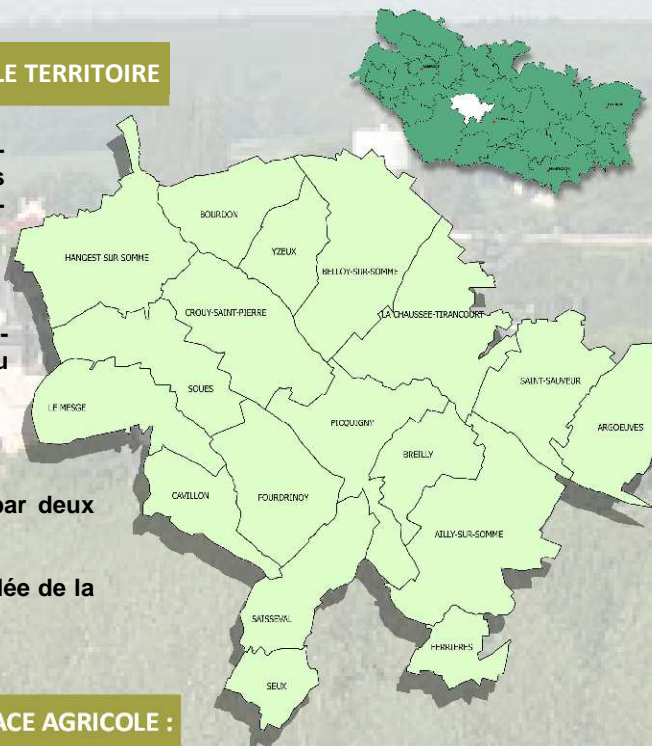 LE TERRITOIRE
-
s
-
-
u
par deux
lée de la
ACE AGRICOLE :
BOURDON
YZEUX
HANGEST SUR SOMME
BELLOY-SUR-SOMME
CROUY-SAINT-PIERRE
LA CHAUSSEE-TIRANCOURT
SAINT-SAUVEUR
SOUES
LE MESGE
PICQUIGNY
ARGOEUVES
BREILLY
CAVILLON
FOURDRINOY
AILLY-SUR-SOMME
SAISSEVAL
FERRIERES
SEUX